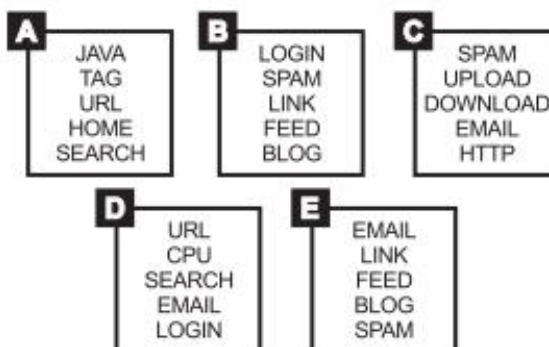 A
JAVA
TAG
URL
HOME
SEARCH
B
LOGIN
SPAM
LINK
FEED
BLOG
C
SPAM
UPLOAD
DOWNLOAD
EMAIL
HTTP
D
URL
CPU
SEARCH
EMAIL
LOGIN
E
EMAIL
LINK
FEED
BLOG
SPAM